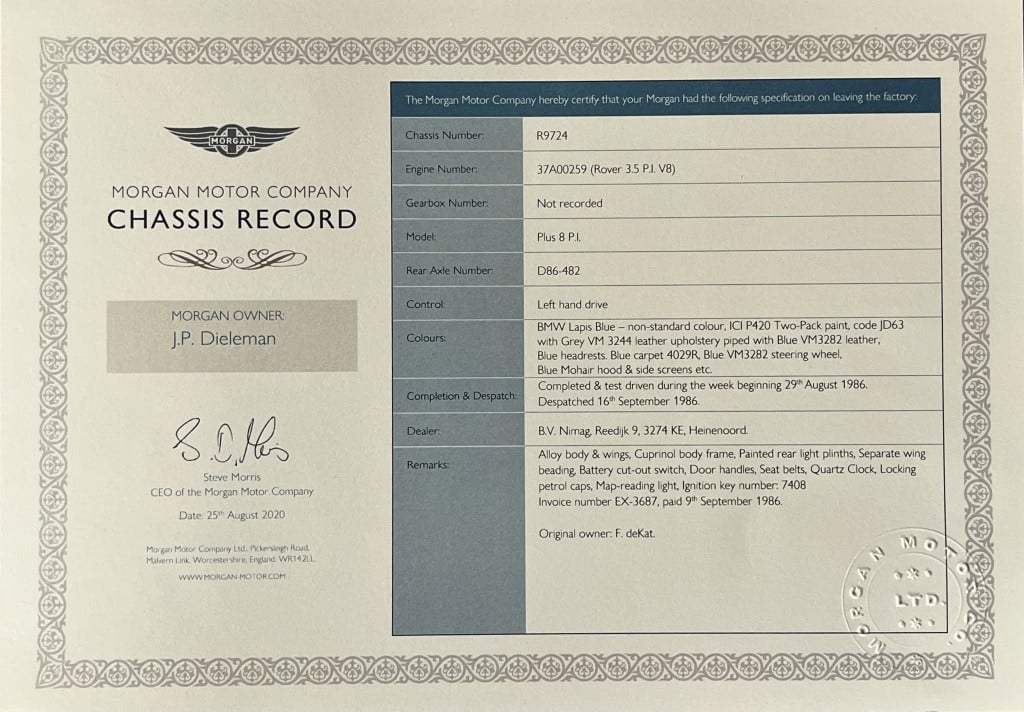 MORGAN
MORGAN MOTOR COMPANY
CHASSIS RECORD
MORGAN OWNER:
J.P. Dieleman
Steve Morris
CEO of the Morgan Motor Company
Date: 25th August 2020
Morgan Motor Company Ltd., Pickersleigh Road,
Malvern Link, Worcestershire, England. WR142LL.
WWW.MORGAN-MOTOR.COM
The Morgan Motor Company hereby certify that your Morgan had the following specification on leaving the factory:
Chassis Number: R9724
Engine Number: 37A00259 (Rover 3.5 P.I. V8)
Gearbox Number: Not recorded
Model: Plus 8 P.I.
Rear Axle Number: D86-482
Control: Left hand drive
Colours: BMW Lapis Blue – non-standard colour, ICI P420 Two-Pack paint, code JD63
with Grey VM 3244 leather upholstery piped with Blue VM3282 leather,
Blue headrests. Blue carpet 4029R, Blue VM3282 steering wheel,
Blue Mohair hood & side screens etc.
Completion & Despatch: Completed & test driven during the week beginning 29th August 1986.
Despatched 16th September 1986.
Dealer: B.V. Nimag, Reedijk 9, 3274 KE, Heinenoord.
Remarks: Alloy body & wings, Cuprinol body frame, Painted rear light plinths, Separate wing
beading, Battery cut-out switch, Door handles, Seat belts, Quartz Clock, Locking
petrol caps, Map-reading light, Ignition key number: 7408
Invoice number EX-3687, paid 9th September 1986.
Original owner: F. deKat.
MORGAN MOTOR CO
LTD.